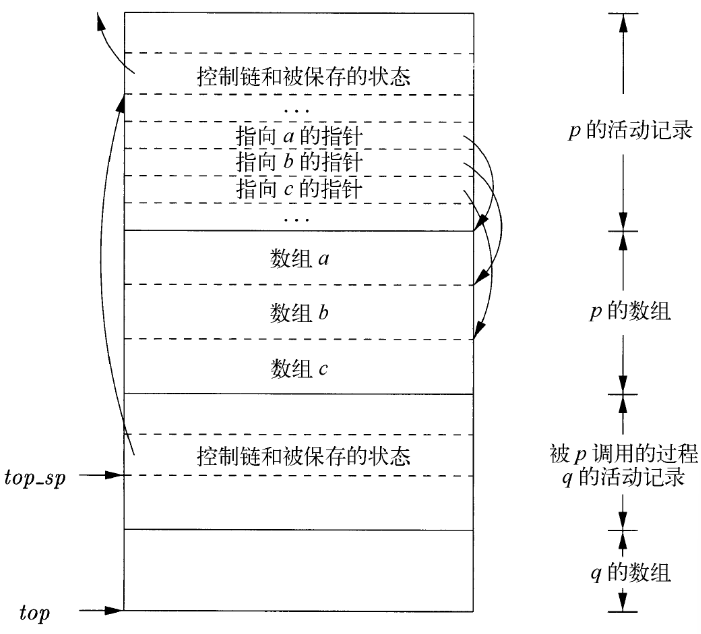 控制链和被保存的状态
...
指向 a 的指针
p 的活动记录
指向 b 的指针
指向 c 的指针
...
数组 a
数组 b
p 的数组
数组 c
控制链和被保存的状态
被 p 调用的过程
q 的活动记录
top_sp
q 的数组
top